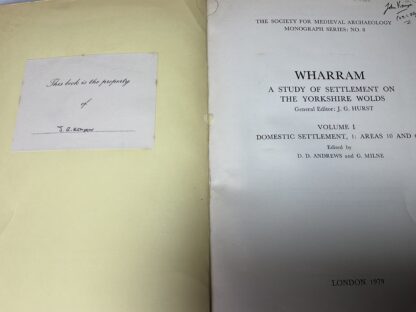 This book is the property
of
John
THE SOCIETY FOR MEDIEVAL ARCHAEOLOGY
MONOGRAPH SERIES: NO. 8
WHARRAM
A STUDY OF SETTLEMENT ON
THE YORKSHIRE WOLDS
General Editor: J. G. HURST
VOLUME I
DOMESTIC SETTLEMENT, 1: AREAS 10 AND 6
Edited by
D. D. ANDREWS and G. MILNE
LONDON 1979